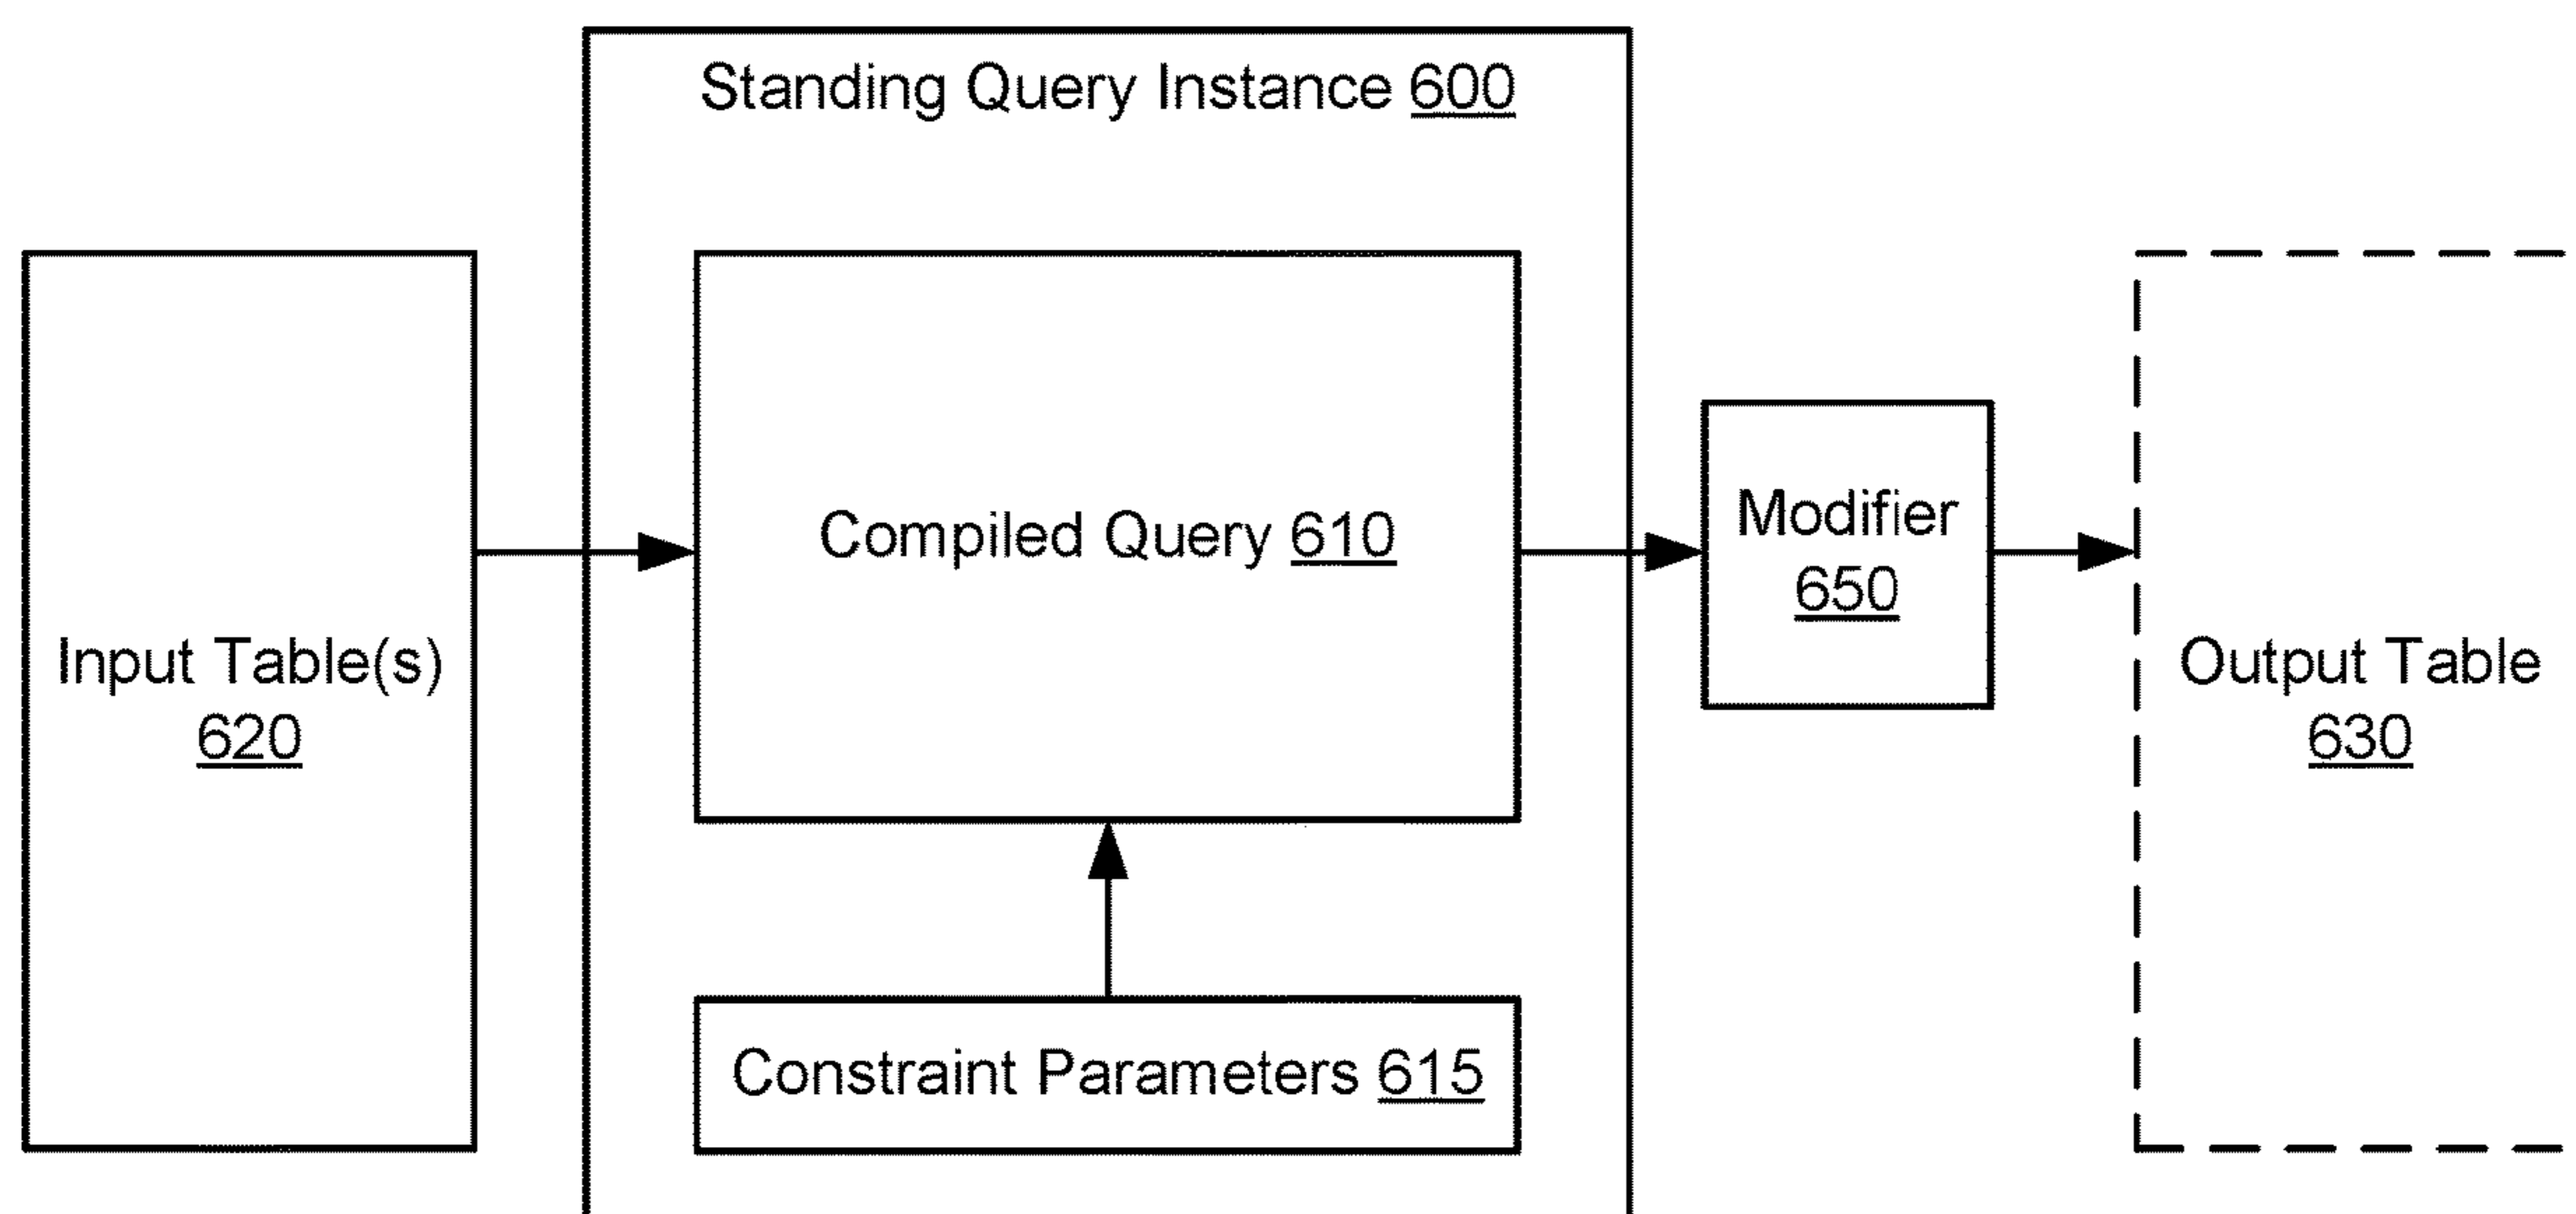 Standing Query Instance 600
Input Table(s)
620
Compiled Query 610
Constraint Parameters 615
Modifier
650
Output Table
630